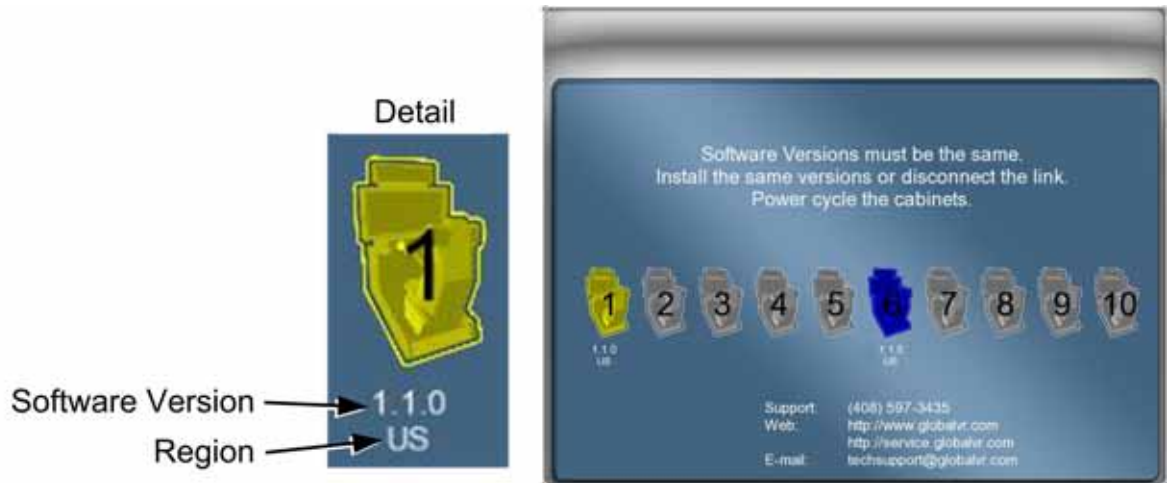 Detail
1
1.1.0
US
Software Version
Region
Software Versions must be the same.
Install the same versions or disconnect the link.
Power cycle the cabinets.
1 2 3 4 5 6 7 8 9 10
1.1.0 1.1.0
US US
Support: (408) 597-3435
Web: http://www.globalvr.com
http://service.globalvr.com
E-mail: techsupport@globalvr.com